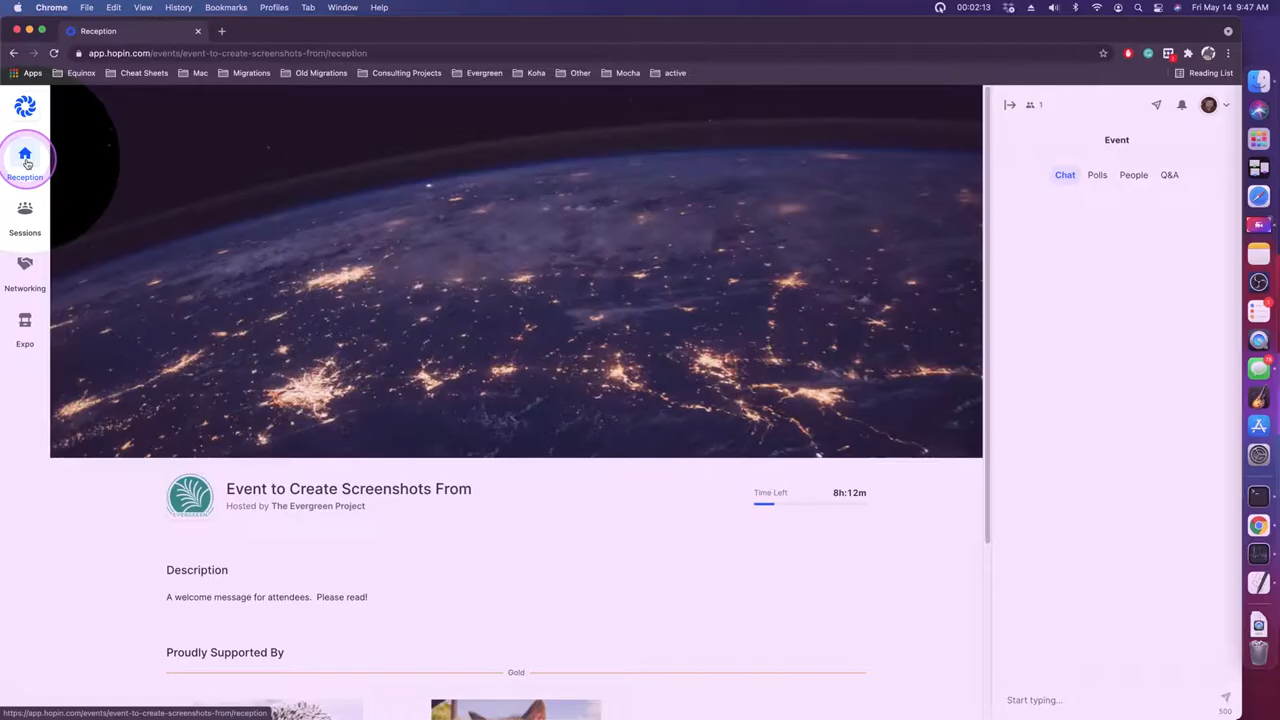 Chrome File Edit View History Bookmarks Profiles Tab Window Help
00:02:13 Fri May 14 9:47 AM
Reception
app.hopin.com/events/event-to-create-screenshots-from/reception
Apps Equinox Cheat Sheets Mac Migrations Old Migrations Consulting Projects Evergreen Koha Other Mocha active Reading List
Reception
Sessions
Networking
Expo
1
Event
Chat Polls People Q&A
EVERGREEN
Event to Create Screenshots From
Hosted by The Evergreen Project
Time Left 8h:12m
Description
A welcome message for attendees. Please read!
Proudly Supported By
Gold
Start typing...
500
https://app.hopin.com/events/event-to-create-screenshots-from/reception